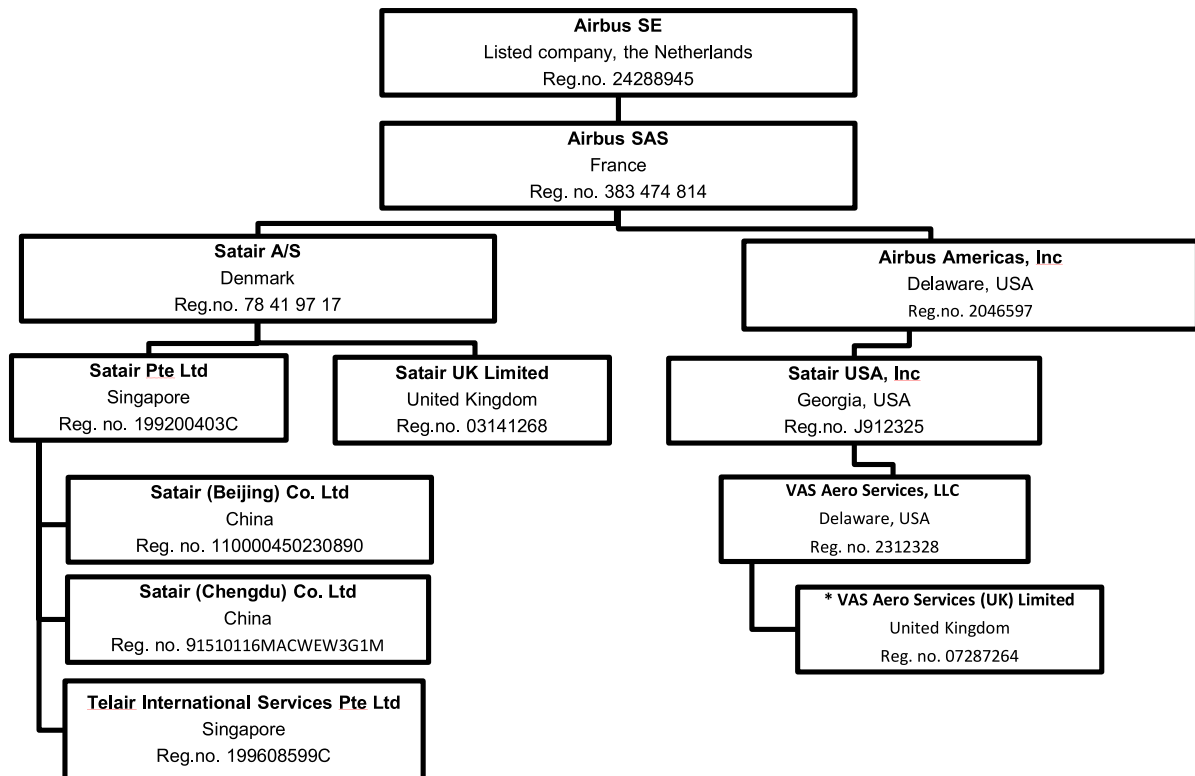 Airbus SE
Listed company, the Netherlands
Reg.no. 24288945
Airbus SAS
France
Reg. no. 383 474 814
Satair A/S
Denmark
Reg.no. 78 41 97 17
Airbus Americas, Inc
Delaware, USA
Reg.no. 2046597
Satair Pte Ltd
Singapore
Reg. no. 199200403C
Satair UK Limited
United Kingdom
Reg.no. 03141268
Satair USA, Inc
Georgia, USA
Reg.no. J912325
Satair (Beijing) Co. Ltd
China
Reg. no. 110000450230890
VAS Aero Services, LLC
Delaware, USA
Reg. no. 2312328
Satair (Chengdu) Co. Ltd
China
Reg. no. 91510116MACWEW3G1M
* VAS Aero Services (UK) Limited
United Kingdom
Reg. no. 07287264
Telair International Services Pte Ltd
Singapore
Reg.no. 199608599C